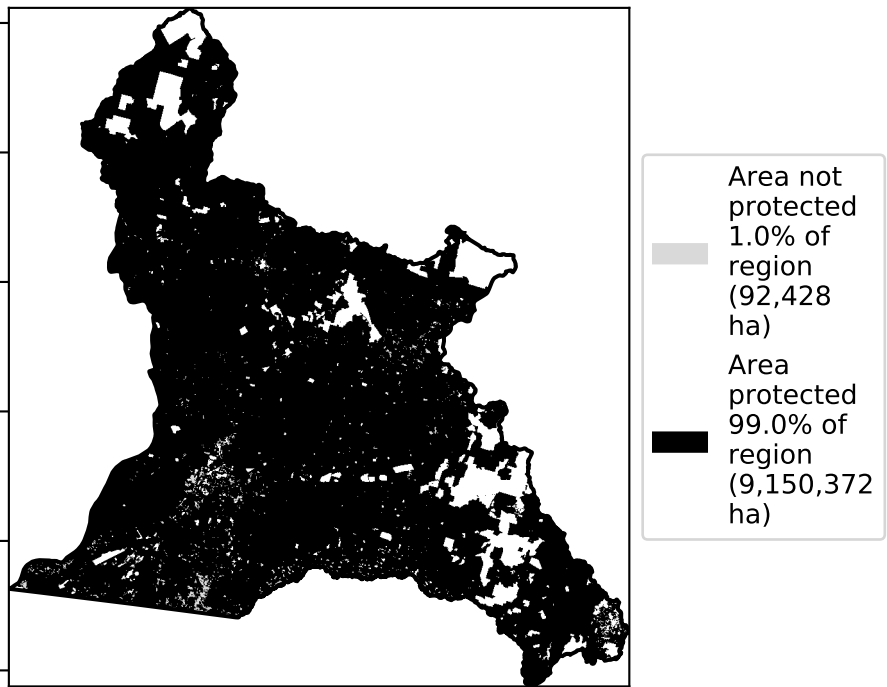 Area not
protected
1.0% of
region
(92,428
ha)
Area
protected
99.0% of
region
(9,150,372
ha)